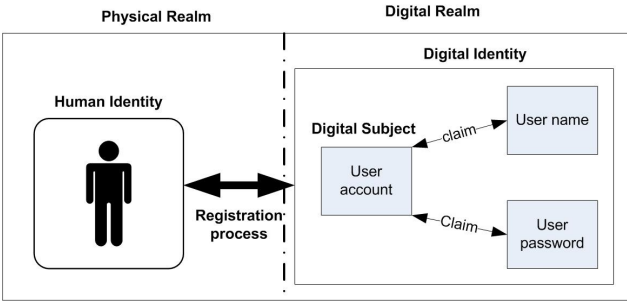 Physical Realm
Digital Realm
Digital Identity
Human Identity
Digital Subject
User
account
claim
User name
Claim
User
password
Registration
process